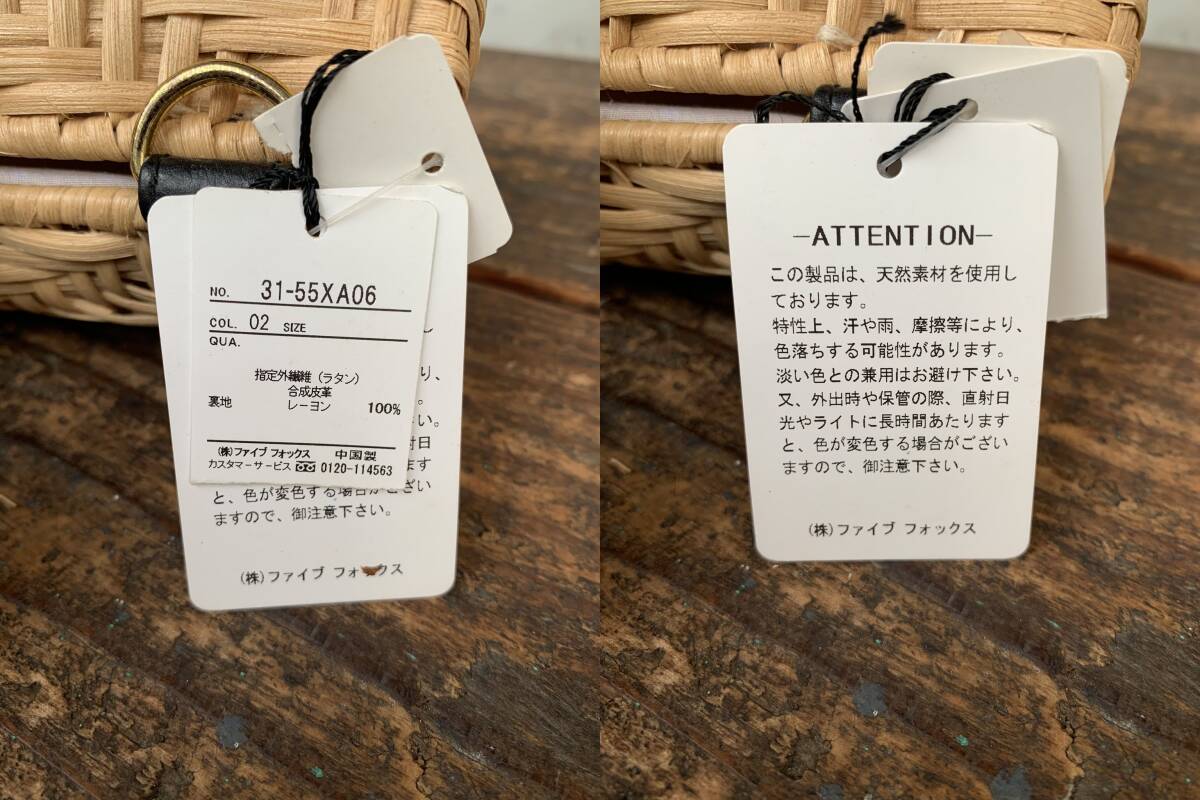 NO. 31-55XA06
COL. 02 SIZE
QUA.
指定外繊維（ラタン）
合成皮革
裏地 レーヨン 100%
(株)ファイブ フォックス 中国製
カスタマーサービス 0120-114563
し
り、
。
い。
射日
ます
と、色が変色する場合がござい
ますので、御注意下さい。
(株)ファイブ フォックス
—ATTENTION—
この製品は、天然素材を使用し
ております。
特性上、汗や雨、摩擦等により、
色落ちする可能性があります。
淡い色との兼用はお避け下さい。
又、外出時や保管の際、直射日
光やライトに長時間あたります
と、色が変色する場合がござい
ますので、御注意下さい。
(株)ファイブ フォックス